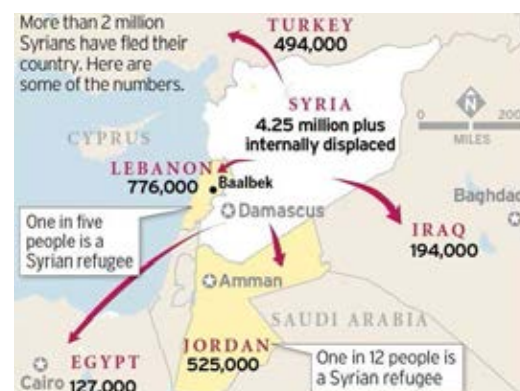 More than 2 million
Syrians have fled their
country. Here are
some of the numbers.
TURKEY
494,000
SYRIA
4.25 million plus
internally displaced
0
200
MILES
CYPRUS
LEBANON
776,000
Baalbek
One in five
people is a
Syrian refugee
Damascus
Baghdad
IRAQ
194,000
Amman
SAUDI ARABIA
JORDAN
525,000
One in 12 people is
a Syrian refugee
EGYPT
Cairo 127,000
N